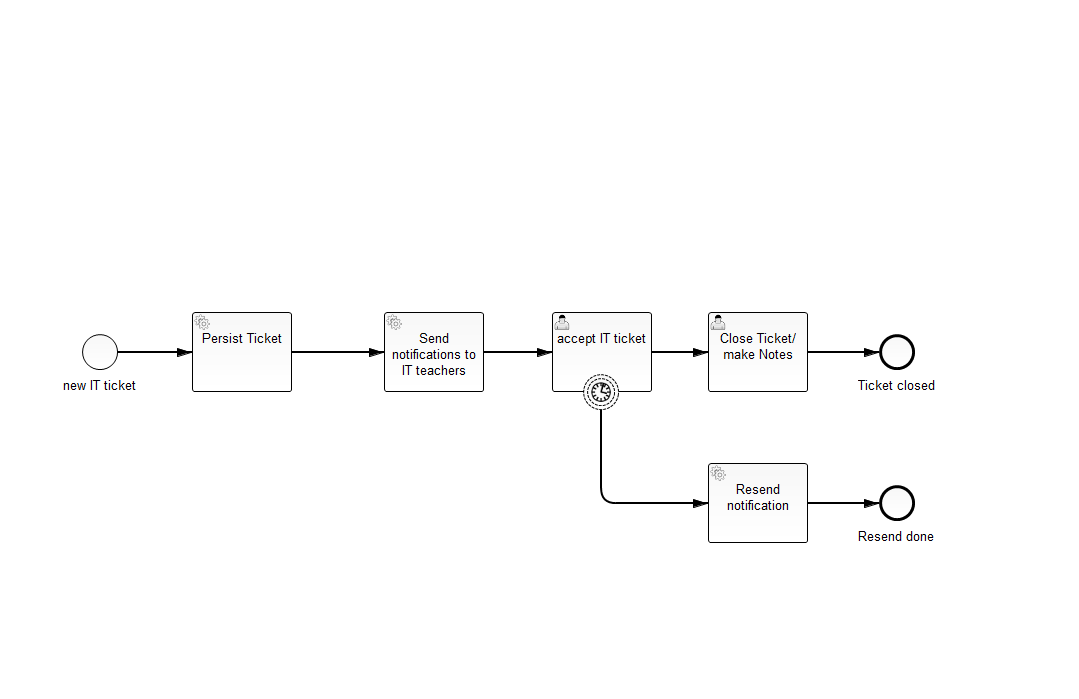 Persist Ticket
Send
notifications to
IT teachers
accept IT ticket
Close Ticket/
make Notes
new IT ticket
Ticket closed
Resend
notification
Resend done